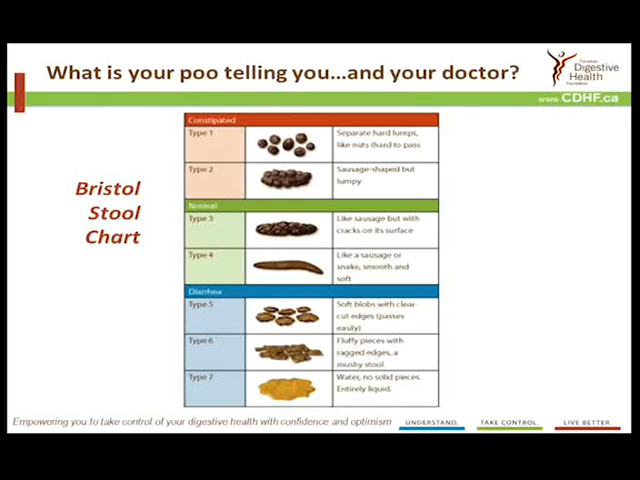 What is your poo telling you...and your doctor?
Canadian
Digestive
Health
Foundation
www.CDHF.ca
Bristol
Stool
Chart
Constipated
Type 1
Separate hard lumps,
like nuts (hard to pass
Type 2
Sausage-shaped but
lumpy
Normal
Type 3
Like sausage but with
cracks on its surface
Type 4
Like a sausage or
snake, smooth and
soft
Diarrhea
Type 5
Soft blobs with clear-
cut edges (passes
easily)
Type 6
Fluffy pieces with
ragged edges, a
mushy stool
Type 7
Water, no solid pieces.
Entirely liquid.
Empowering you to take control of your digestive health with confidence and optimism
UNDERSTAND.
TAKE CONTROL.
LIVE BETTER.